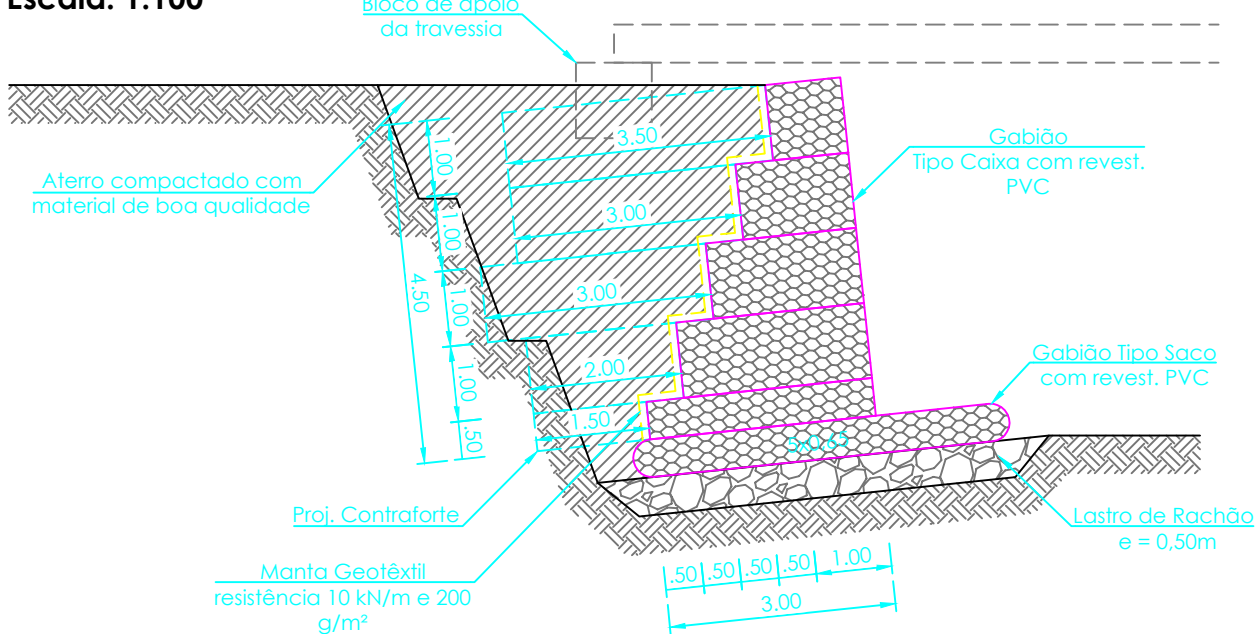 Escala: 1:100
Bloco de apoio
da travessia
Gabião
Tipo Caixa com revest.
PVC
Aterro compactado com
material de boa qualidade
1.00
1.00
1.00
1.00
.50
4.50
3.50
3.00
3.00
2.00
1.50
Gabião Tipo Saco
com revest. PVC
5x0.65
Proj. Contraforte
Lastro de Rachão
e = 0,50m
Manta Geotêxtil
resistência 10 kN/m e 200
g/m²
.50
.50
.50
.50
1.00
3.00